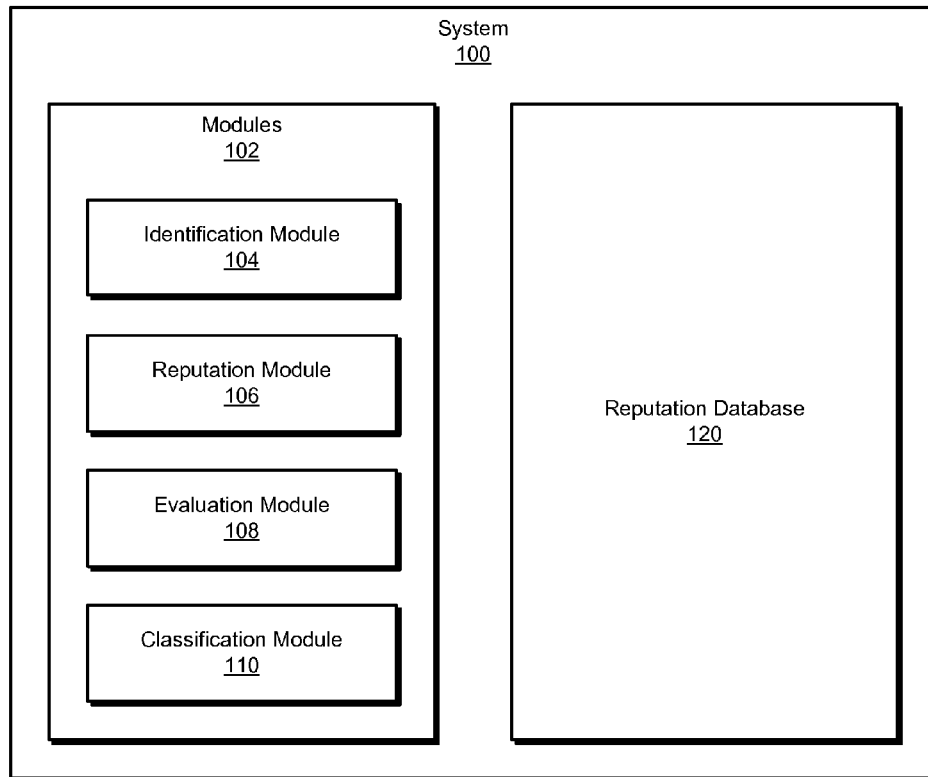 System
100
Modules
102
Identification Module
104
Reputation Module
106
Evaluation Module
108
Classification Module
110
Reputation Database
120